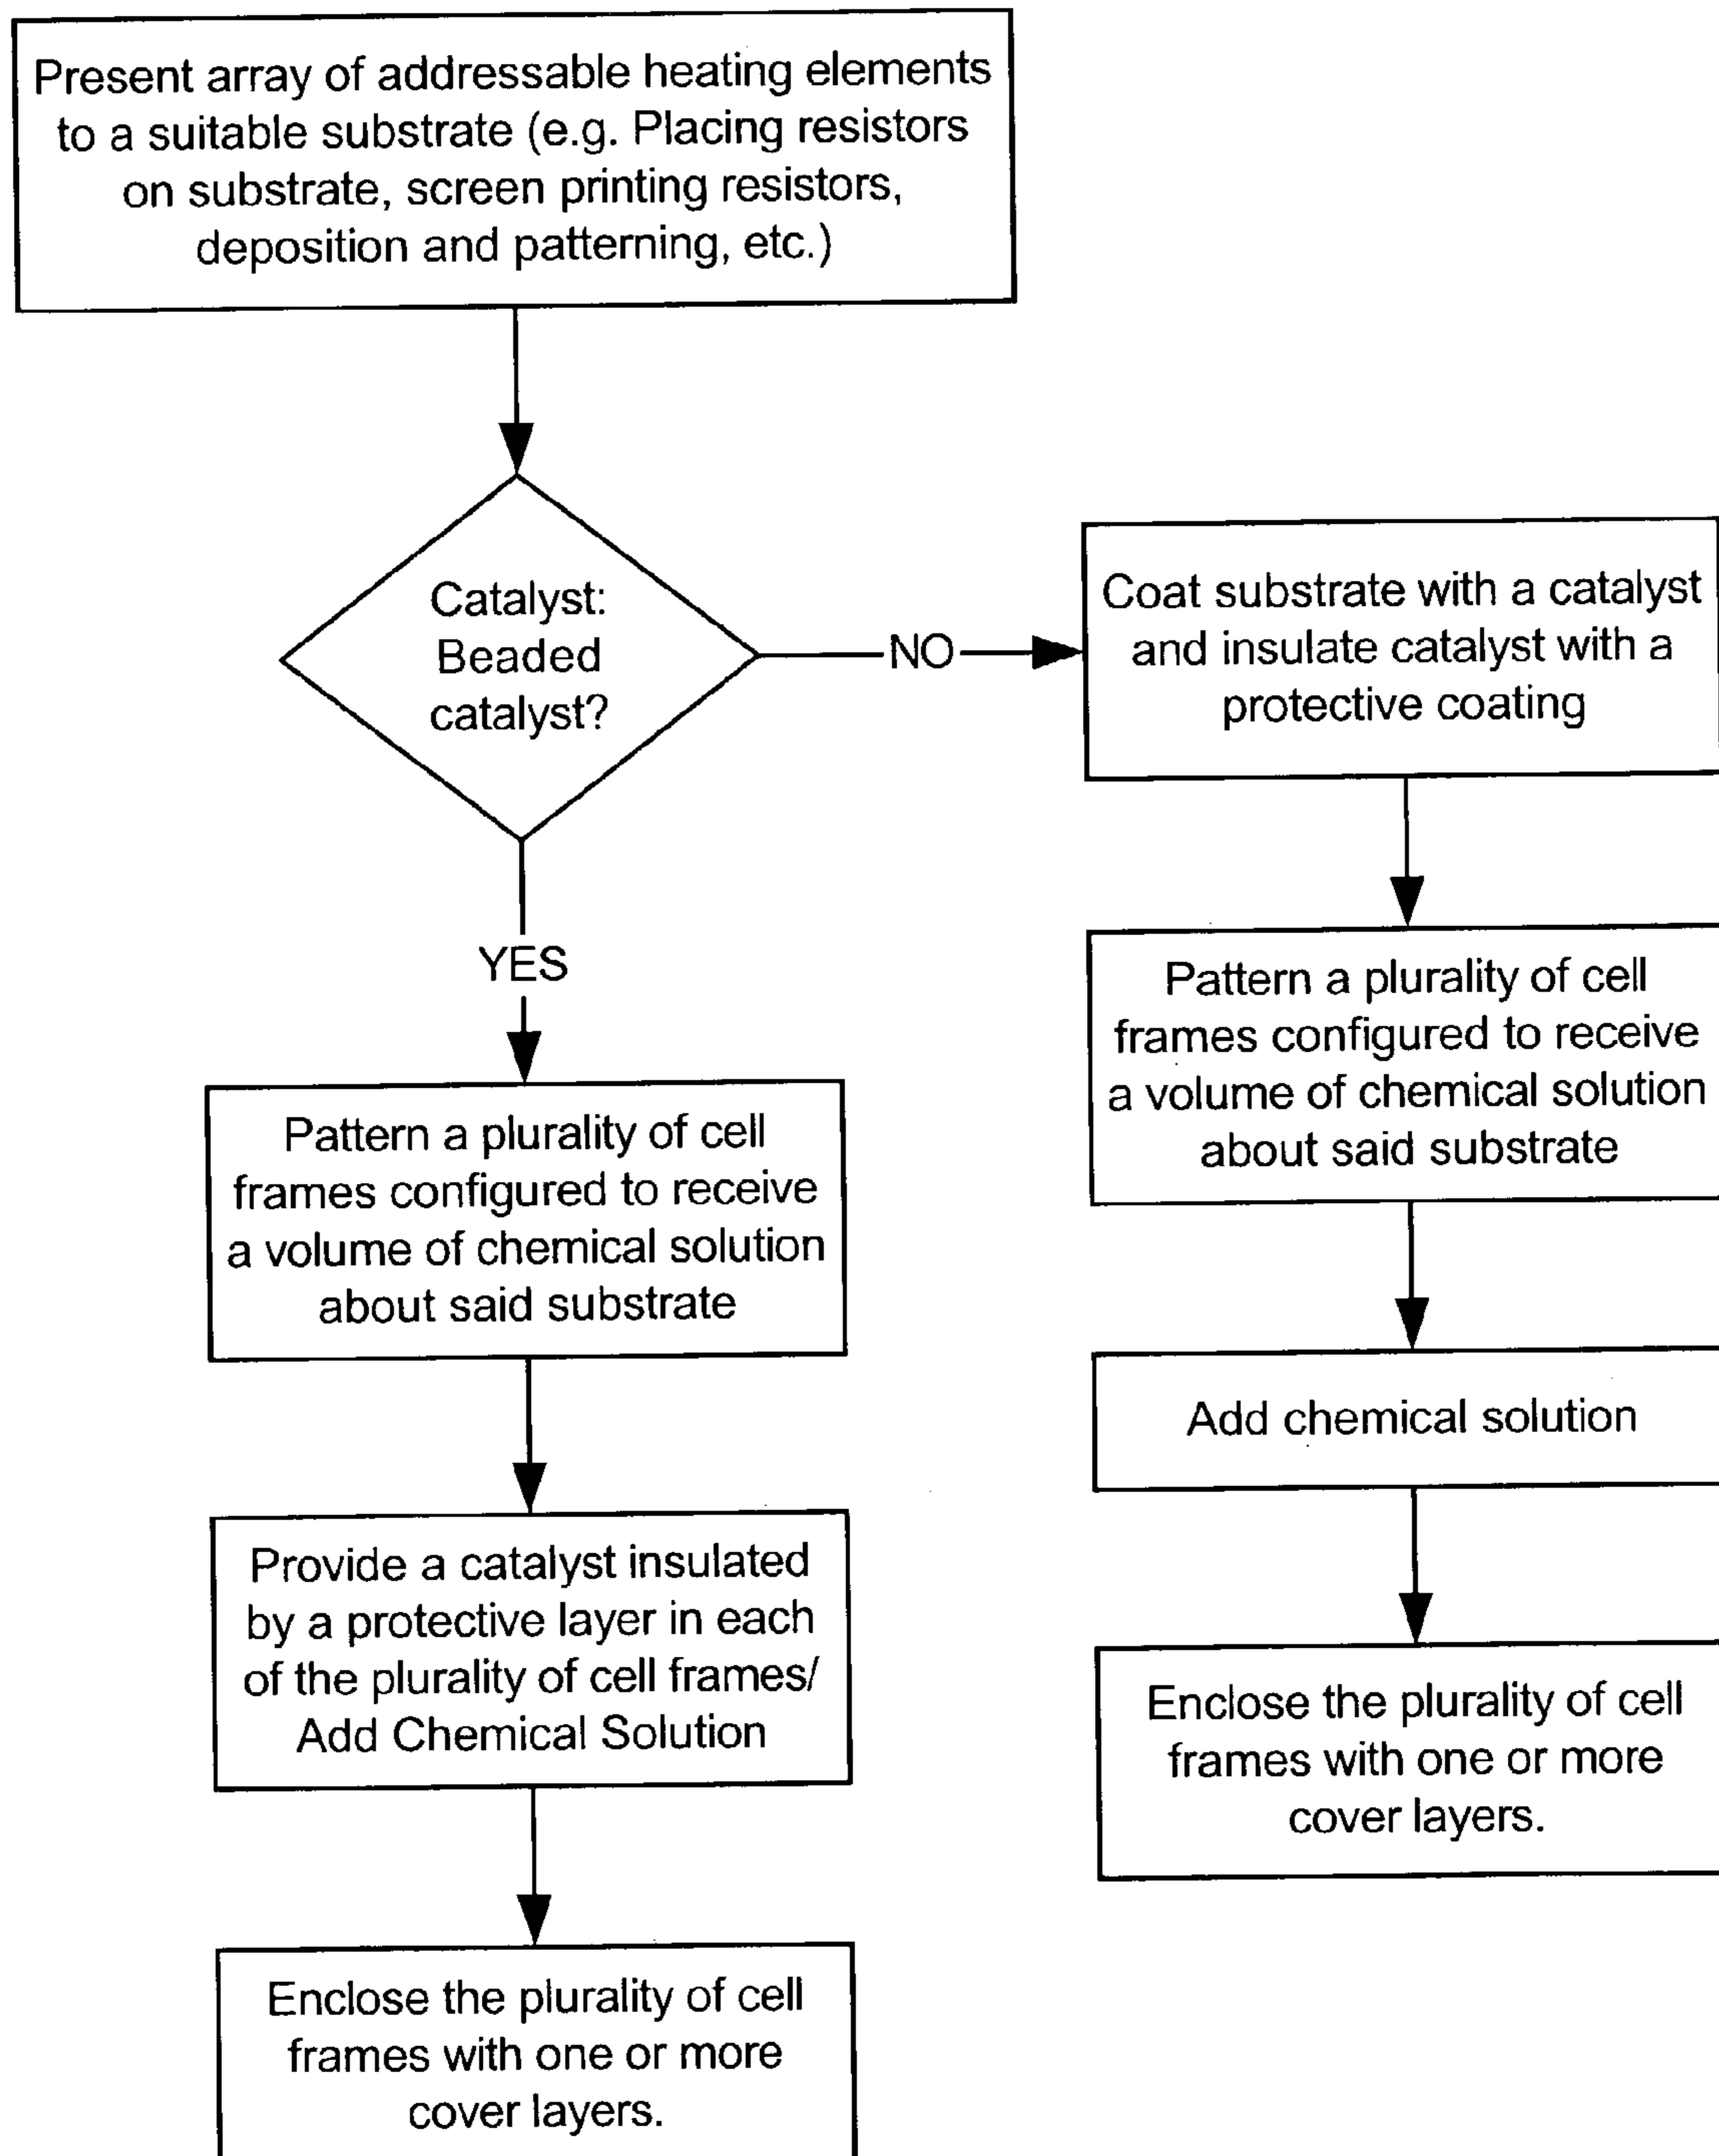 Present array of addressable heating elements
to a suitable substrate (e.g. Placing resistors
on substrate, screen printing resistors,
deposition and patterning, etc.)
Catalyst:
Beaded
catalyst?
NO
Coat substrate with a catalyst
and insulate catalyst with a
protective coating
Pattern a plurality of cell
frames configured to receive
a volume of chemical solution
about said substrate
Add chemical solution
Enclose the plurality of cell
frames with one or more
cover layers.
YES
Pattern a plurality of cell
frames configured to receive
a volume of chemical solution
about said substrate
Provide a catalyst insulated
by a protective layer in each
of the plurality of cell frames/
Add Chemical Solution
Enclose the plurality of cell
frames with one or more
cover layers.